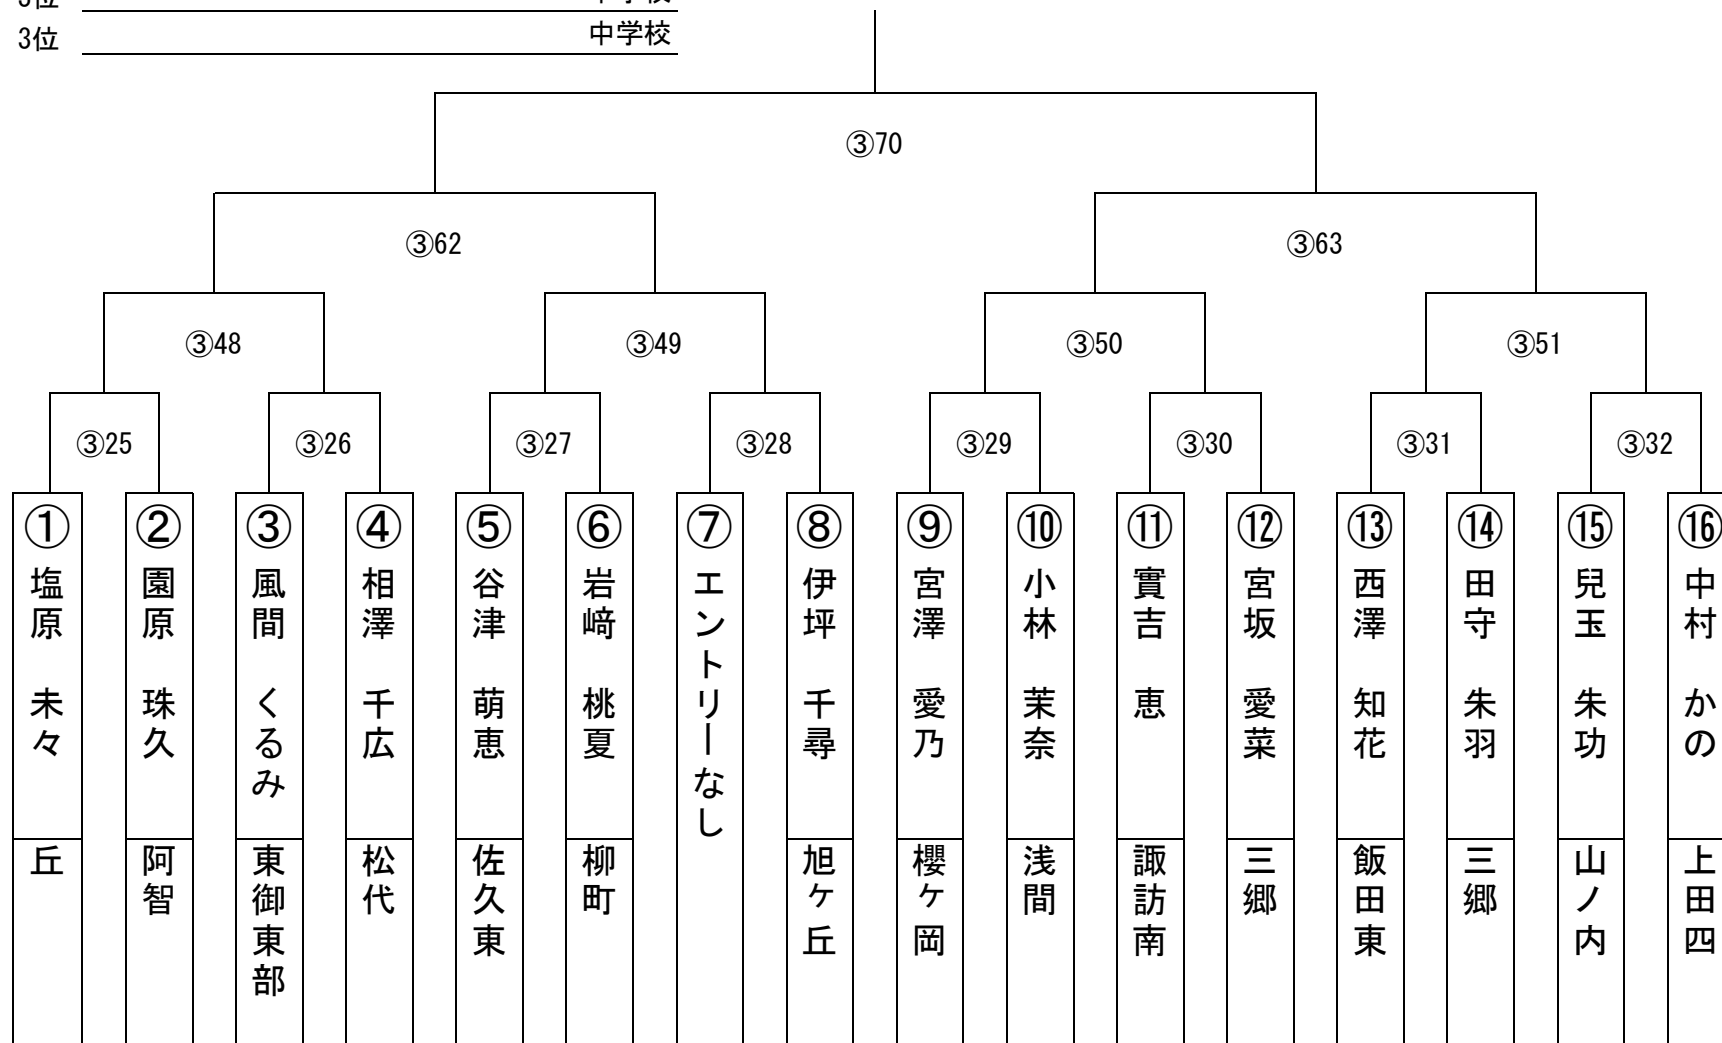 3位 中学校
3位 中学校
③70
③62 ③63
③48 ③49 ③50 ③51
③25 ③26 ③27 ③28 ③29 ③30 ③31 ③32
① 塩原 未々 丘
② 園原 珠久 阿智
③ 風間 くるみ 東御東部
④ 相澤 千広 松代
⑤ 谷津 萌恵 佐久東
⑥ 岩﨑 桃夏 柳町
⑦ エントリーなし
⑧ 伊坪 千尋 旭ヶ丘
⑨ 宮澤 愛乃 櫻ケ岡
⑩ 小林 茉奈 浅間
⑪ 實吉 恵 諏訪南
⑫ 宮坂 愛菜 三郷
⑬ 西澤 知花 飯田東
⑭ 田守 朱羽 三郷
⑮ 兒玉 朱功 山ノ内
⑯ 中村 かの 上田四